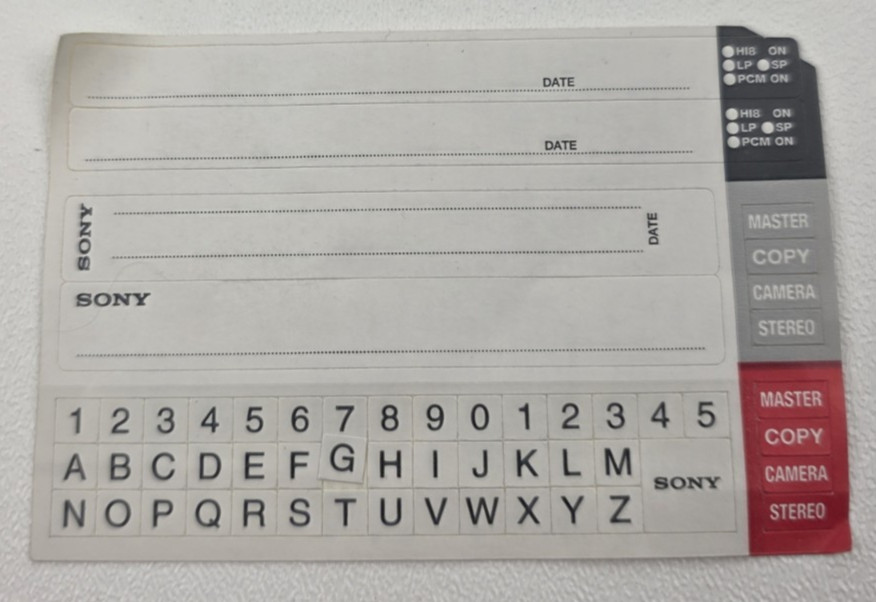 HI8 ON
LP SP
PCM ON
DATE
HI8 ON
LP SP
PCM ON
DATE
SONY
DATE
MASTER
COPY
CAMERA
STEREO
SONY
1 2 3 4 5 6 7 8 9 0 1 2 3 4 5
A B C D E F G H I J K L M
SONY
N O P Q R S T U V W X Y Z
MASTER
COPY
CAMERA
STEREO